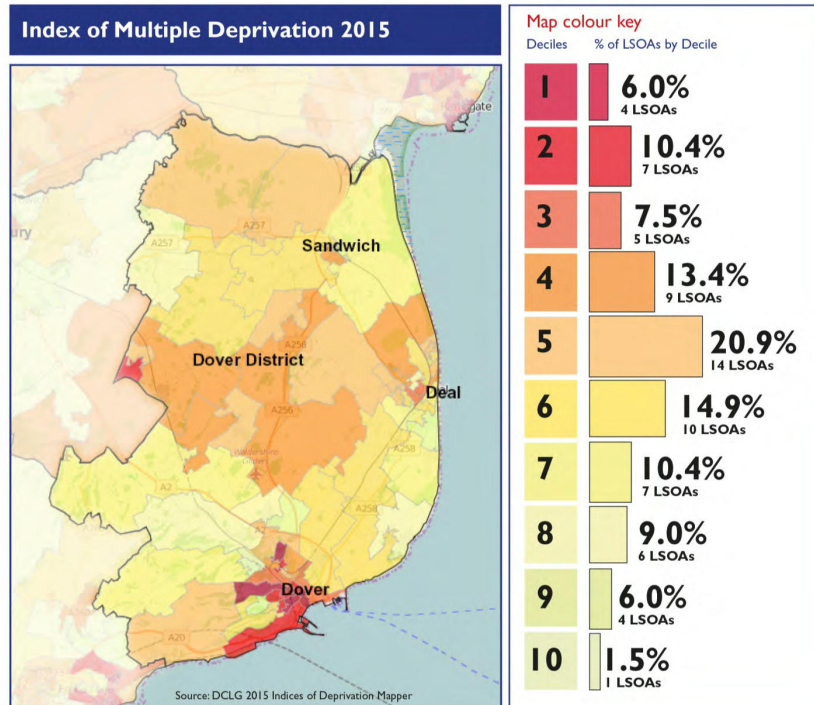 Index of Multiple Deprivation 2015
Map colour key
Deciles % of LSOAs by Decile
1 6.0%
4 LSOAs
2 10.4%
7 LSOAs
3 7.5%
5 LSOAs
4 13.4%
9 LSOAs
5 20.9%
14 LSOAs
6 14.9%
10 LSOAs
7 10.4%
7 LSOAs
8 9.0%
6 LSOAs
9 6.0%
4 LSOAs
10 1.5%
1 LSOAs
gate
ury
A257
A257
Sandwich
A256
Dover District
Deal
A256
A258
A2
A258
A2
Dover
A20
Source: DCLG 2015 Indices of Deprivation Mapper